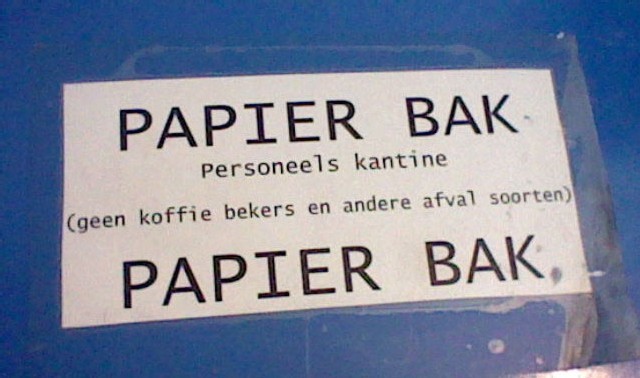 PAPIER BAK
Personeels kantine
(geen koffie bekers en andere afval soorten)
PAPIER BAK